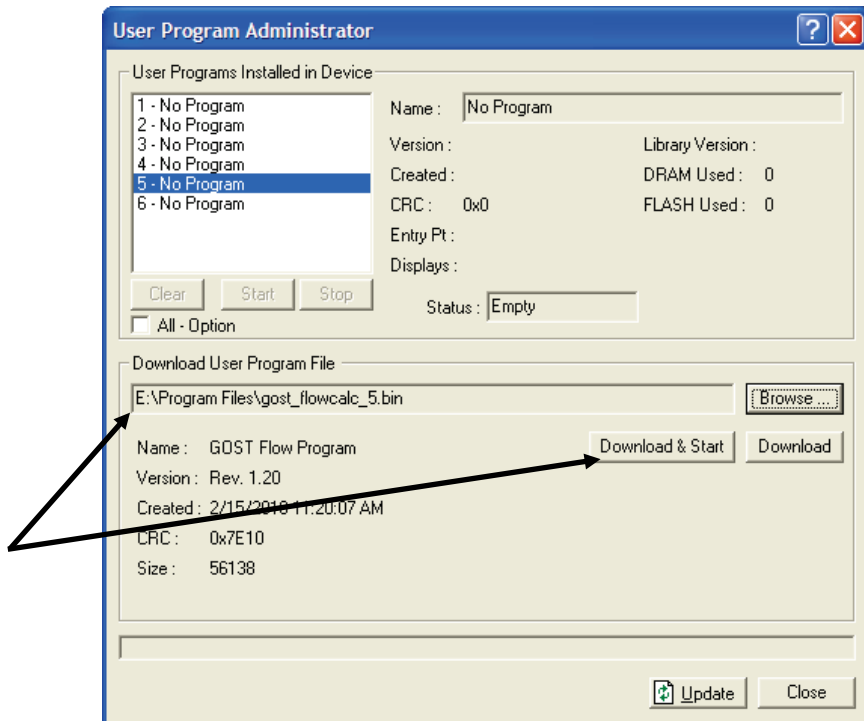 User Program Administrator
User Programs Installed in Device
1 - No Program
2 - No Program
3 - No Program
4 - No Program
5 - No Program
6 - No Program
Clear Start Stop
All - Option
Name : No Program
Version : Library Version :
Created : DRAM Used : 0
CRC : 0x0 FLASH Used : 0
Entry Pt :
Displays :
Status : Empty
Download User Program File
E:\Program Files\gost_flowcalc_5.bin Browse ...
Name : GOST Flow Program Download & Start Download
Version : Rev. 1.20
Created : 2/15/2010 11:20:07 AM
CRC : 0x7E10
Size : 56138
Update Close